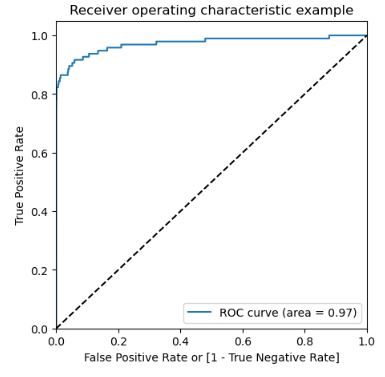 Receiver operating characteristic example
1.0
0.8
0.6
0.4
0.2
0.0
True Positive Rate
ROC curve (area = 0.97)
0.0 0.2 0.4 0.6 0.8 1.0
False Positive Rate or [1 - True Negative Rate]